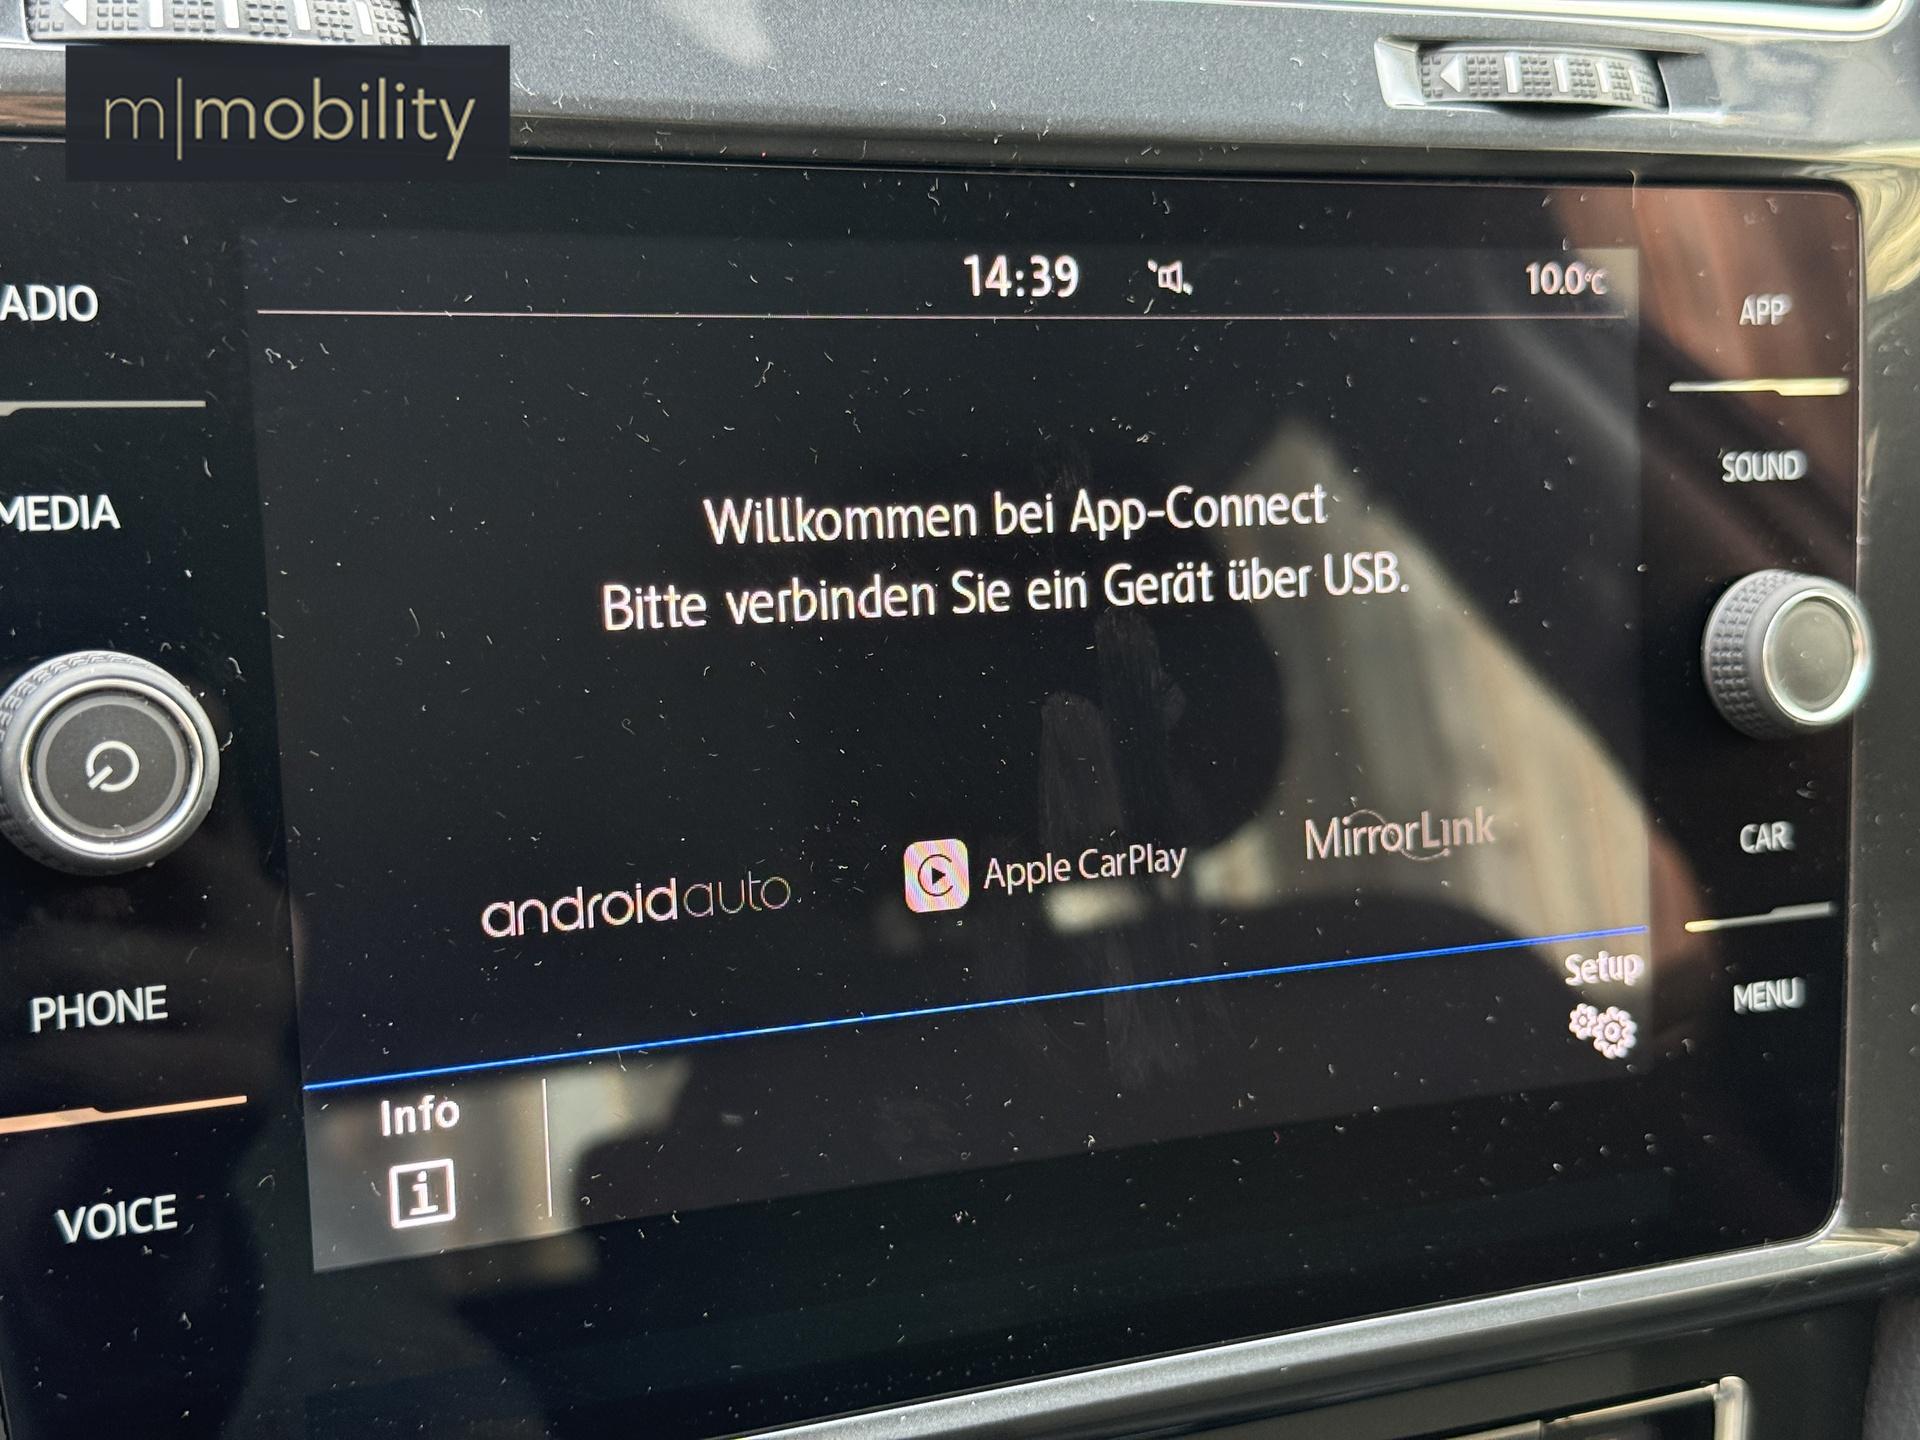 m|mobility
14:39
10.0°C
ADIO
APP
SOUND
MEDIA
Willkommen bei App-Connect
Bitte verbinden Sie ein Gerät über USB.
androidauto
Apple CarPlay
MirrorLink
CAR
Setup
MENU
PHONE
Info
VOICE